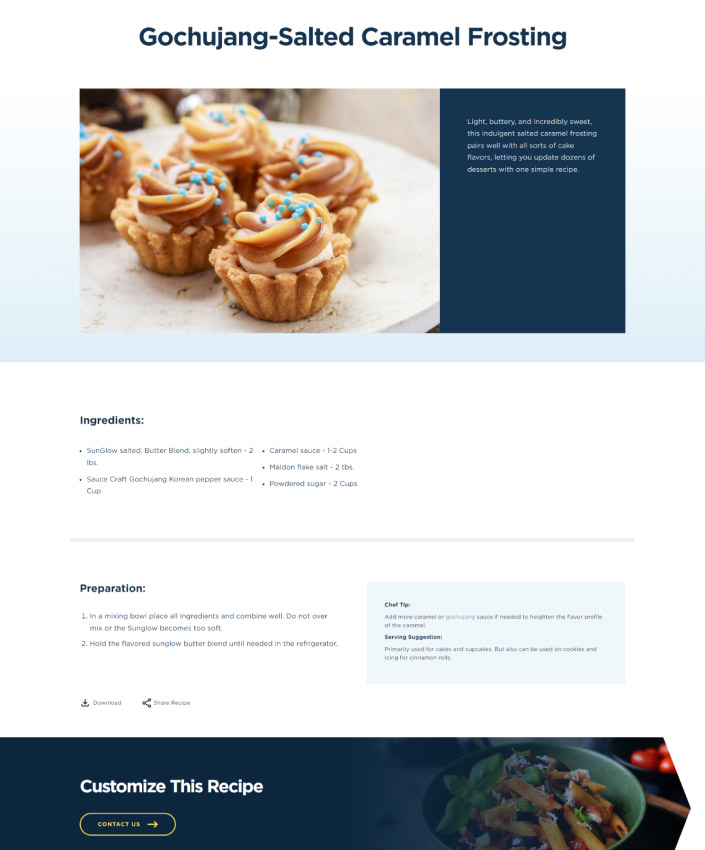 Gochujang-Salted Caramel Frosting
Light, buttery, and incredibly sweet,
this indulgent salted caramel frosting
pairs well with all sorts of cake
flavors, letting you update dozens of
desserts with one simple recipe.
Ingredients:
• SunGlow salted, Butter Blend, slightly soften - 2
lbs.
• Sauce Craft Gochujang Korean pepper sauce - 1
Cup
• Caramel sauce - 1-2 Cups
• Maldon flake salt - 2 tbs.
• Powdered sugar - 2 Cups
Preparation:
1. In a mixing bowl place all ingredients and combine well. Do not over
mix or the Sunglow becomes too soft.
2. Hold the flavored sunglow butter blend until needed in the refrigerator.
Chef Tip:
Add more caramel or gochujang sauce if needed to heighten the flavor profile
of the caramel.
Serving Suggestion:
Primarily used for cakes and cupcakes. But also can be used on cookies and
icing for cinnamon rolls.
Download
Share Recipe
Customize This Recipe
CONTACT US